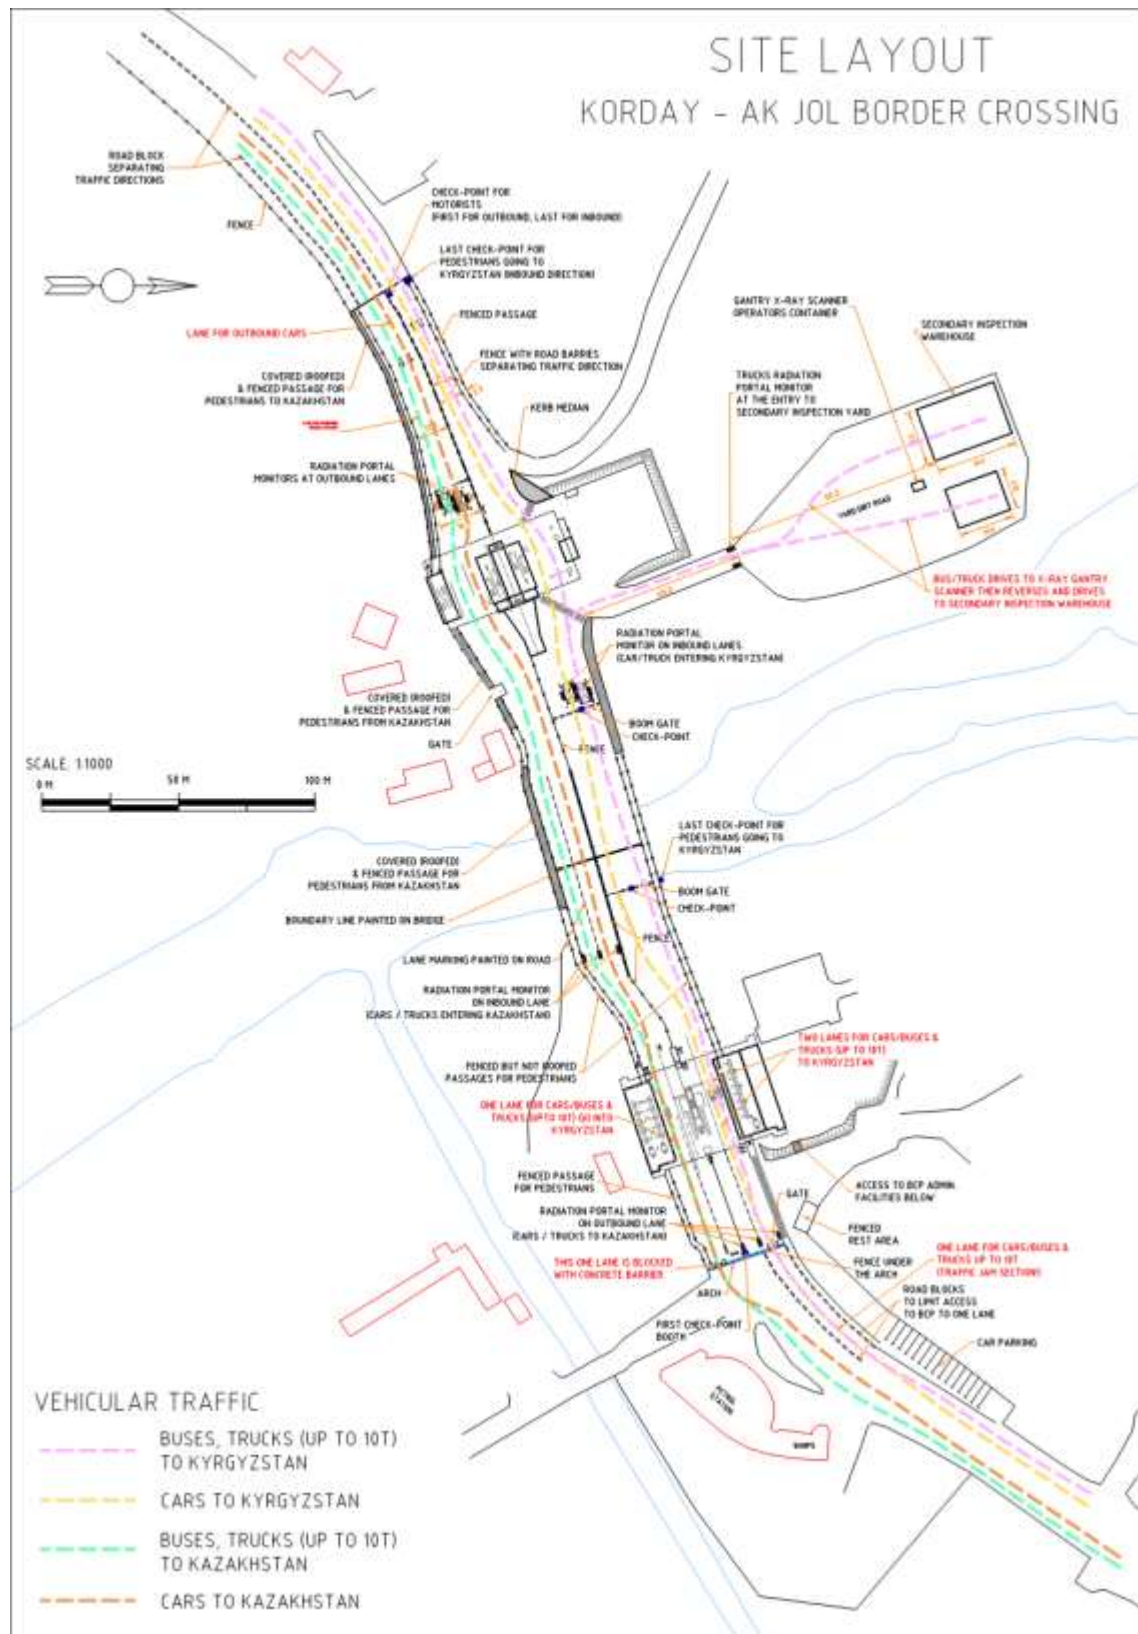 SITE LAYOUT
KORDAY - AK JOL BORDER CROSSING
ROAD BLOCK
SEPARATING
TRAFFIC DIRECTIONS
FENCE
CHECK-POINT FOR
MOTORISTS
(FIRST FOR OUTBOUND, LAST FOR INBOUND)
LAST CHECK-POINT FOR
PEDESTRIANS GOING TO
KYRGYZSTAN (INBOUND DIRECTION)
LANE FOR OUTBOUND CARS
FENCED PASSAGE
GANTRY X-RAY SCANNER
OPERATORS CONTAINER
SECONDARY INSPECTION
WAREHOUSE
COVERED (ROOFED)
& FENCED PASSAGE FOR
PEDESTRIANS TO KAZAKHSTAN
FENCE WITH ROAD BARRIES
SEPARATING TRAFFIC DIRECTION
TRUCKS RADIATION
PORTAL MONITOR
AT THE ENTRY TO
SECONDARY INSPECTION YARD
KERB MEDIAN
RADIATION PORTAL
MONITORS AT OUTBOUND LANES
YARD DIRT ROAD
BUS/TRUCK DRIVES TO X-RAY GANTRY
SCANNER THEN REVERSES AND DRIVES
TO SECONDARY INSPECTION WAREHOUSE
RADIATION PORTAL
MONITOR ON INBOUND LANES
(CAR/TRUCK ENTERING KYRGYZSTAN)
COVERED (ROOFED)
& FENCED PASSAGE FOR
PEDESTRIANS FROM KAZAKHSTAN
GATE
BOOM GATE
CHECK-POINT
FENCE
SCALE 1:1000
0 M
50 M
100 M
LAST CHECK-POINT FOR
PEDESTRIANS GOING TO
KYRGYZSTAN
COVERED (ROOFED)
& FENCED PASSAGE FOR
PEDESTRIANS FROM KAZAKHSTAN
BOOM GATE
CHECK-POINT
BOUNDARY LINE PAINTED ON BRIDGE
FENCE
LANE MARKING PAINTED ON ROAD
RADIATION PORTAL MONITOR
ON INBOUND LANE
(CARS / TRUCKS ENTERING KAZAKHSTAN)
FENCED BUT NOT ROOFED
PASSAGES FOR PEDESTRIANS
TWO LANES FOR CARS/BUSES &
TRUCKS (UP TO 10T)
TO KYRGYZSTAN
ONE LANE FOR CARS/BUSES &
TRUCKS (UPTO 10T) GO INTO
KYRGYZSTAN
FENCED PASSAGE
FOR PEDESTRIANS
ACCESS TO BCP ADMIN
FACILITIES BELOW
GATE
RADIATION PORTAL MONITOR
ON OUTBOUND LANE
(CARS / TRUCKS TO KAZAKHSTAN)
FENCED
REST AREA
THIS ONE LANE IS BLOCKED
WITH CONCRETE BARRIER
FENCE UNDER
THE ARCH
ONE LANE FOR CARS/BUSES &
TRUCKS UP TO 10T
(TRAFFIC JAM SECTION)
ARCH
ROAD BLOCKS
TO LIMIT ACCESS
TO BCP TO ONE LANE
FIRST CHECK-POINT
BOOTH
CAR PARKING
PETROL
STATION
SHOPS
VEHICULAR TRAFFIC
BUSES, TRUCKS (UP TO 10T)
TO KYRGYZSTAN
CARS TO KYRGYZSTAN
BUSES, TRUCKS (UP TO 10T)
TO KAZAKHSTAN
CARS TO KAZAKHSTAN